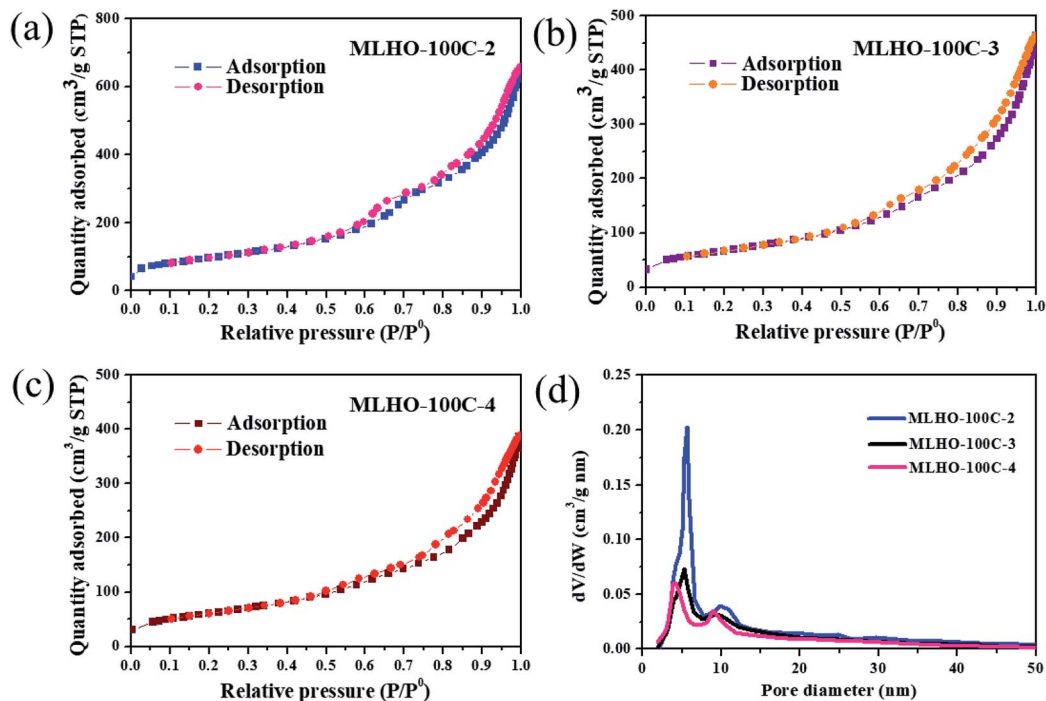 (a)
MLHO-100C-2
Adsorption
Desorption
Quantity adsorbed (cm³/g STP)
800
600
400
200
0
0.0 0.1 0.2 0.3 0.4 0.5 0.6 0.7 0.8 0.9 1.0
Relative pressure (P/P⁰)
(b)
MLHO-100C-3
Adsorption
Desorption
Quantity adsorbed (cm³/g STP)
500
400
300
200
100
0
0.0 0.1 0.2 0.3 0.4 0.5 0.6 0.7 0.8 0.9 1.0
Relative pressure (P/P⁰)
(c)
MLHO-100C-4
Adsorption
Desorption
Quantity adsorbed (cm³/g STP)
500
400
300
200
100
0
0.0 0.1 0.2 0.3 0.4 0.5 0.6 0.7 0.8 0.9 1.0
Relative pressure (P/P⁰)
(d)
MLHO-100C-2
MLHO-100C-3
MLHO-100C-4
dV/dW (cm³/g nm)
0.25
0.20
0.15
0.10
0.05
0.00
0 10 20 30 40 50
Pore diameter (nm)